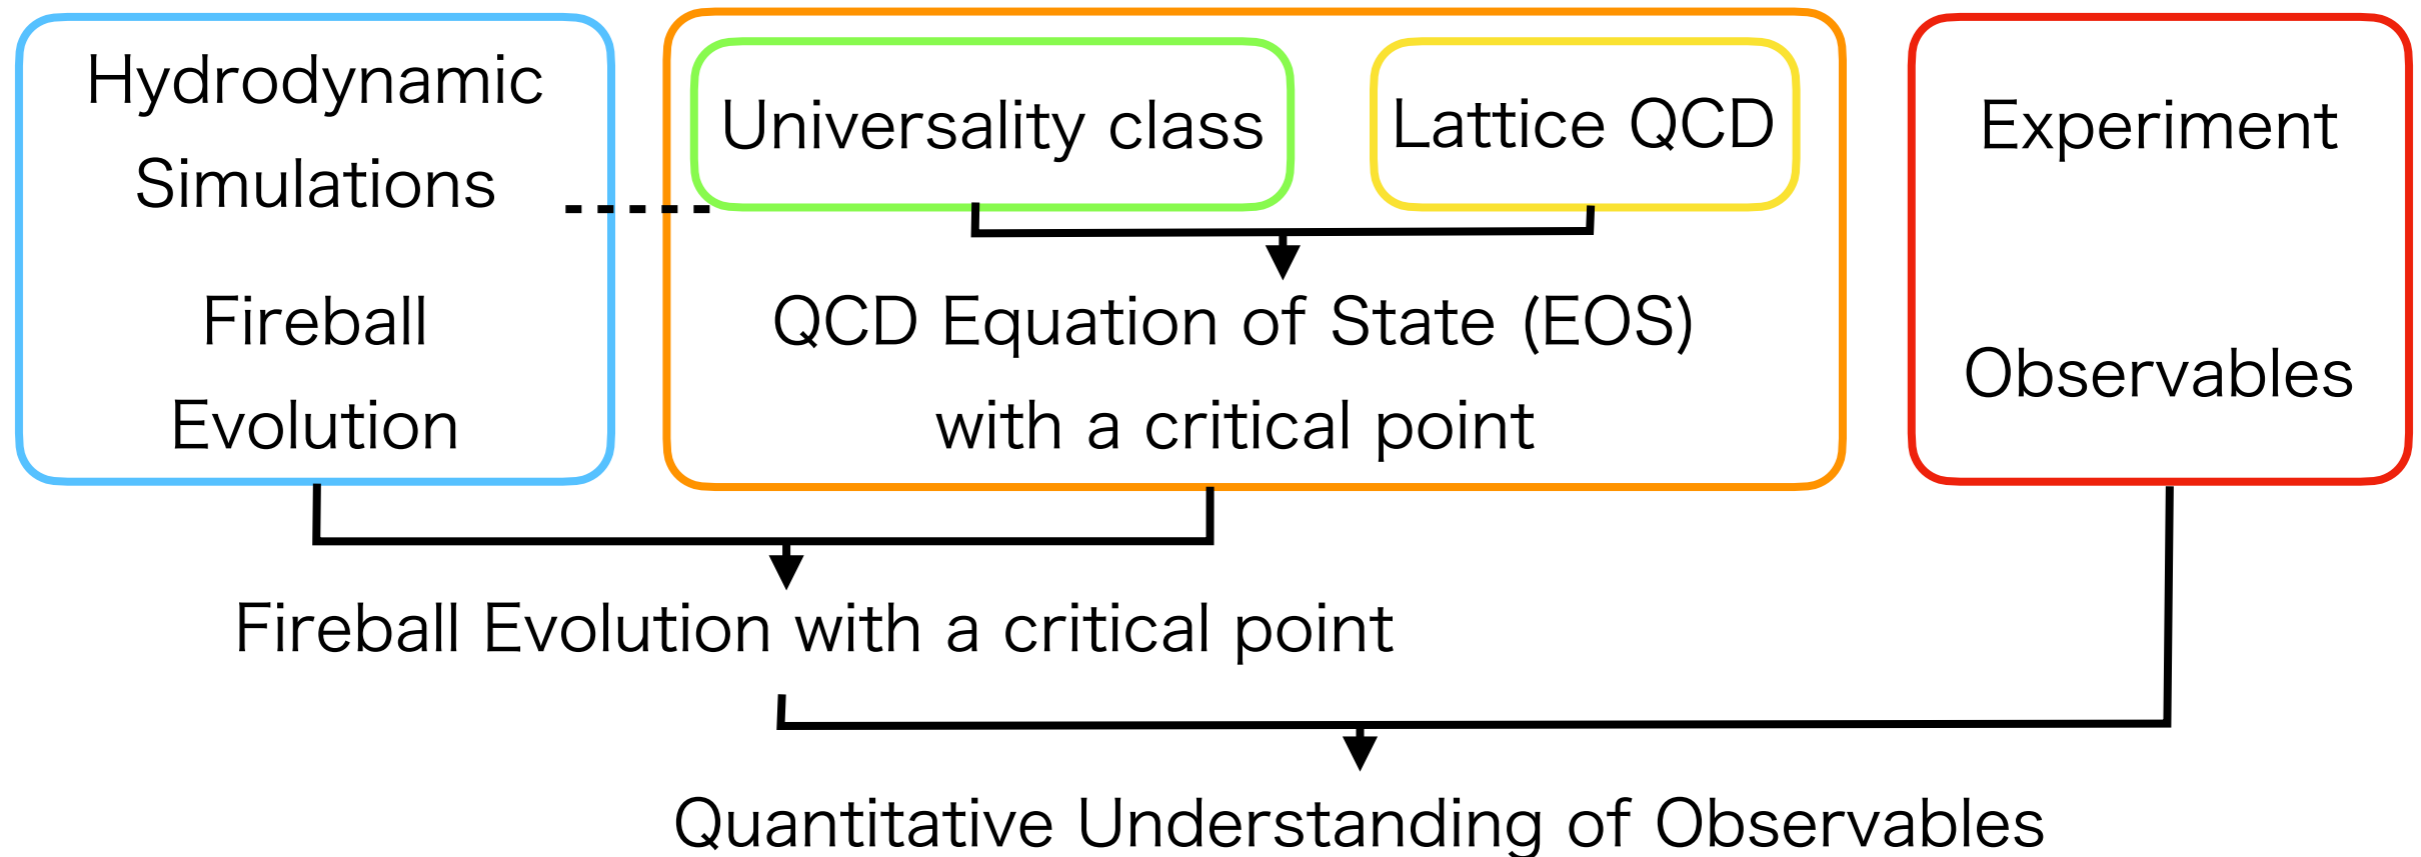 Hydrodynamic
Simulations
Fireball
Evolution
Universality class
Lattice QCD
QCD Equation of State (EOS)
with a critical point
Experiment
Observables
Fireball Evolution with a critical point
Quantitative Understanding of Observables